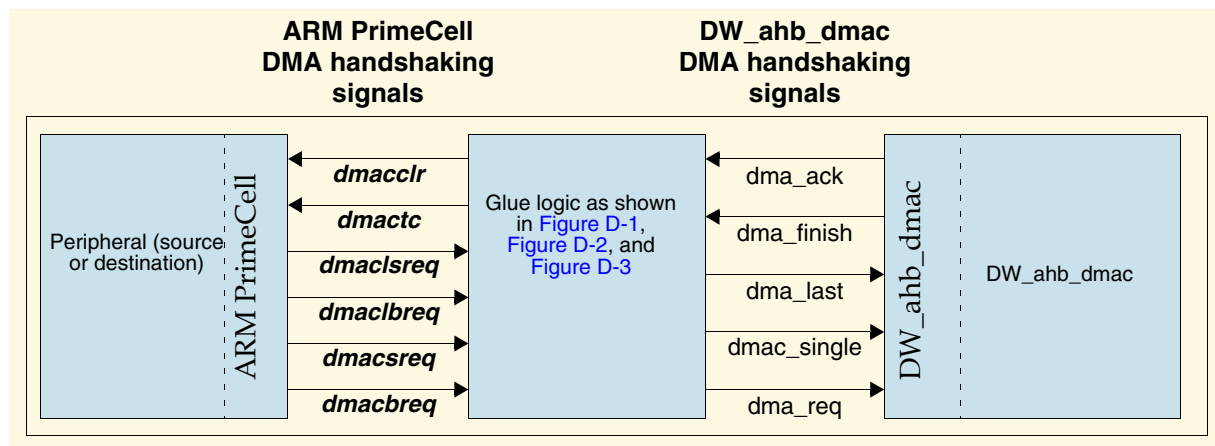 ARM PrimeCell
DMA handshaking
signals
DW_ahb_dmac
DMA handshaking
signals
Peripheral (source
or destination)
ARM PrimeCell
dmacclr
dmactc
dmaclsreq
dmaclbreq
dmacsreq
dmacbreq
Glue logic as shown
in Figure D-1,
Figure D-2, and
Figure D-3
dma_ack
dma_finish
dma_last
dmac_single
dma_req
DW_ahb_dmac
DW_ahb_dmac